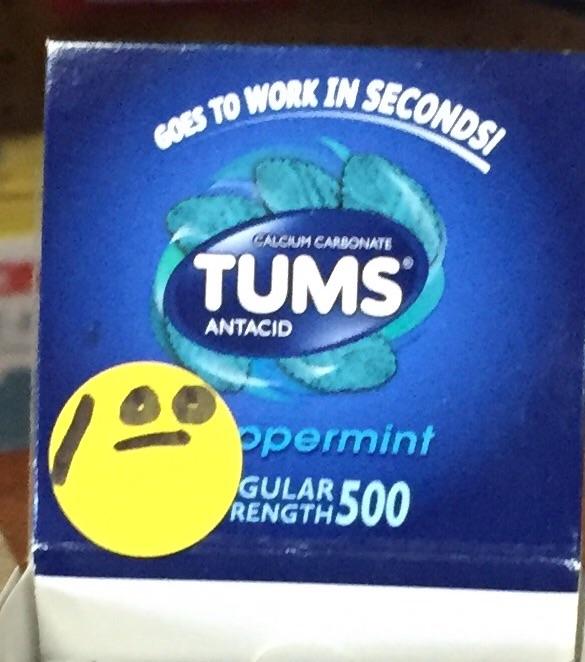 GOES TO WORK IN SECONDS!
CALCIUM CARBONATE
TUMS®
ANTACID
1 00
ppermint
GULAR
RENGTH 500